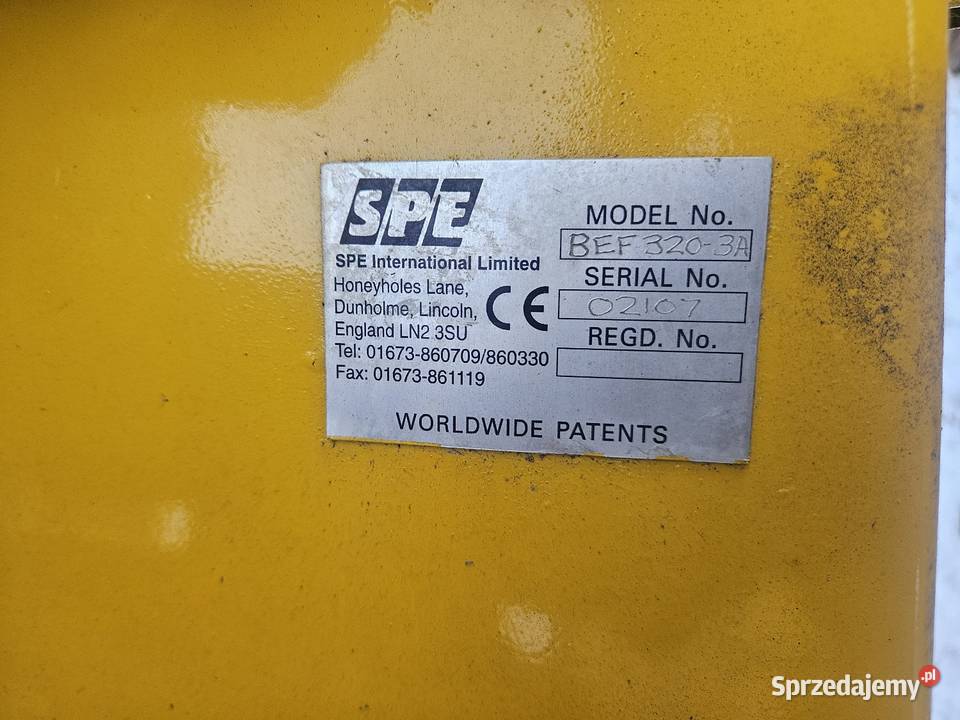 SPE
SPE International Limited
Honeyholes Lane,
Dunholme, Lincoln,
England LN2 3SU
Tel: 01673-860709/860330
Fax: 01673-861119
CE
MODEL No.
BEF 320-3A
SERIAL No.
02107
REGD. No.
WORLDWIDE PATENTS
Sprzedajemy.pl